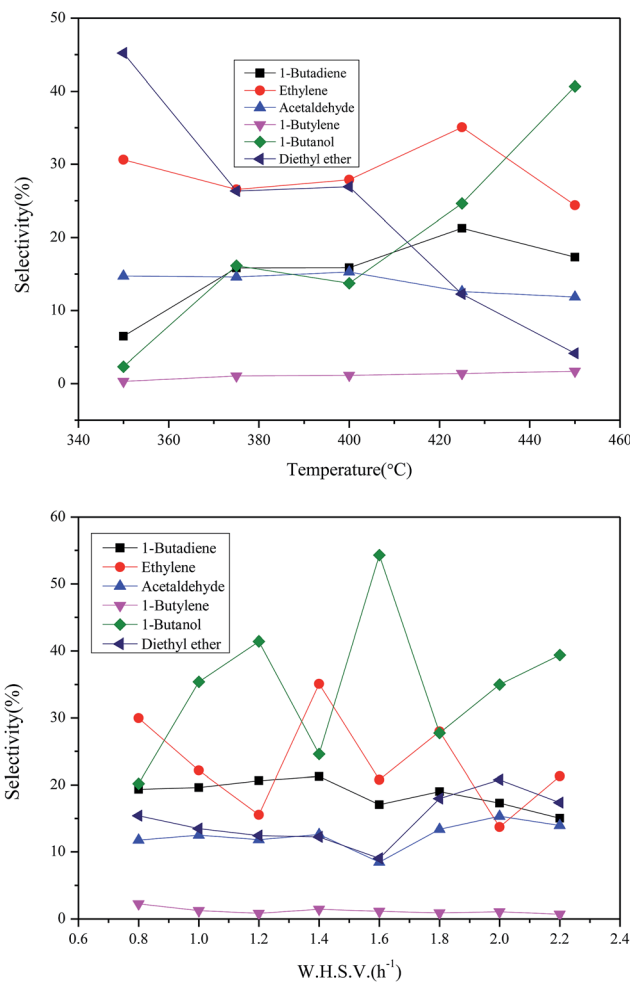 50
40
30
20
10
0
Selectivity(%)
1-Butadiene
Ethylene
Acetaldehyde
1-Butylene
1-Butanol
Diethyl ether
340 360 380 400 420 440 460
Temperature(°C)
60
50
40
30
20
10
0
Selectivity(%)
1-Butadiene
Ethylene
Acetaldehyde
1-Butylene
1-Butanol
Diethyl ether
0.6 0.8 1.0 1.2 1.4 1.6 1.8 2.0 2.2 2.4
W.H.S.V.(h⁻¹)